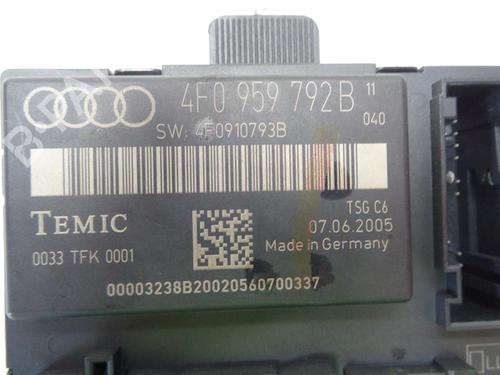 4F0 959 792B 11
040
SW: 4F0910793B
TEMIC
TSG C6
07.06.2005
0033 TFK 0001
Made in Germany
00003238B20020560700337